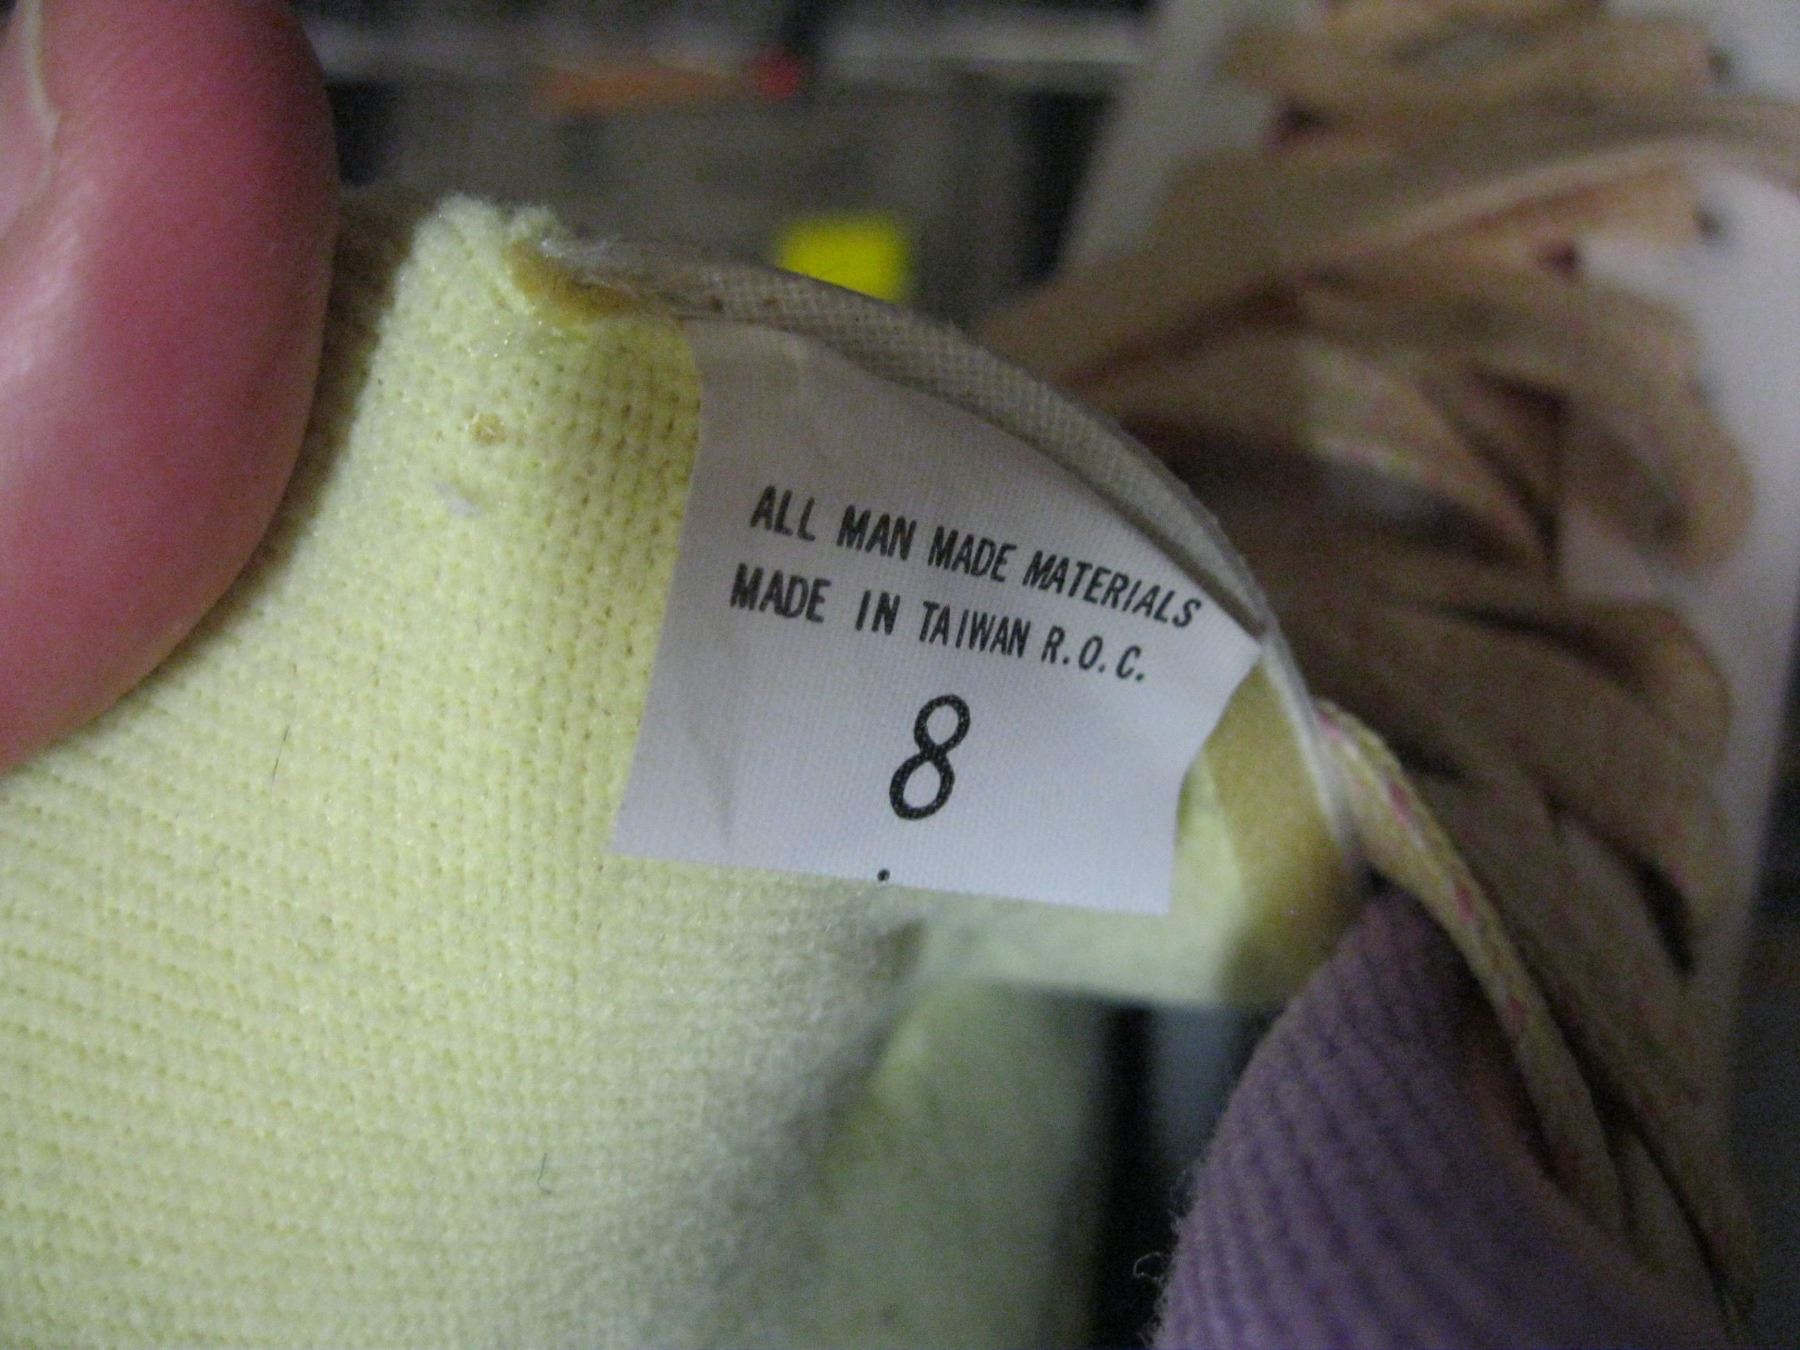 ALL MAN MADE MATERIALS
MADE IN TAIWAN R.O.C.
8